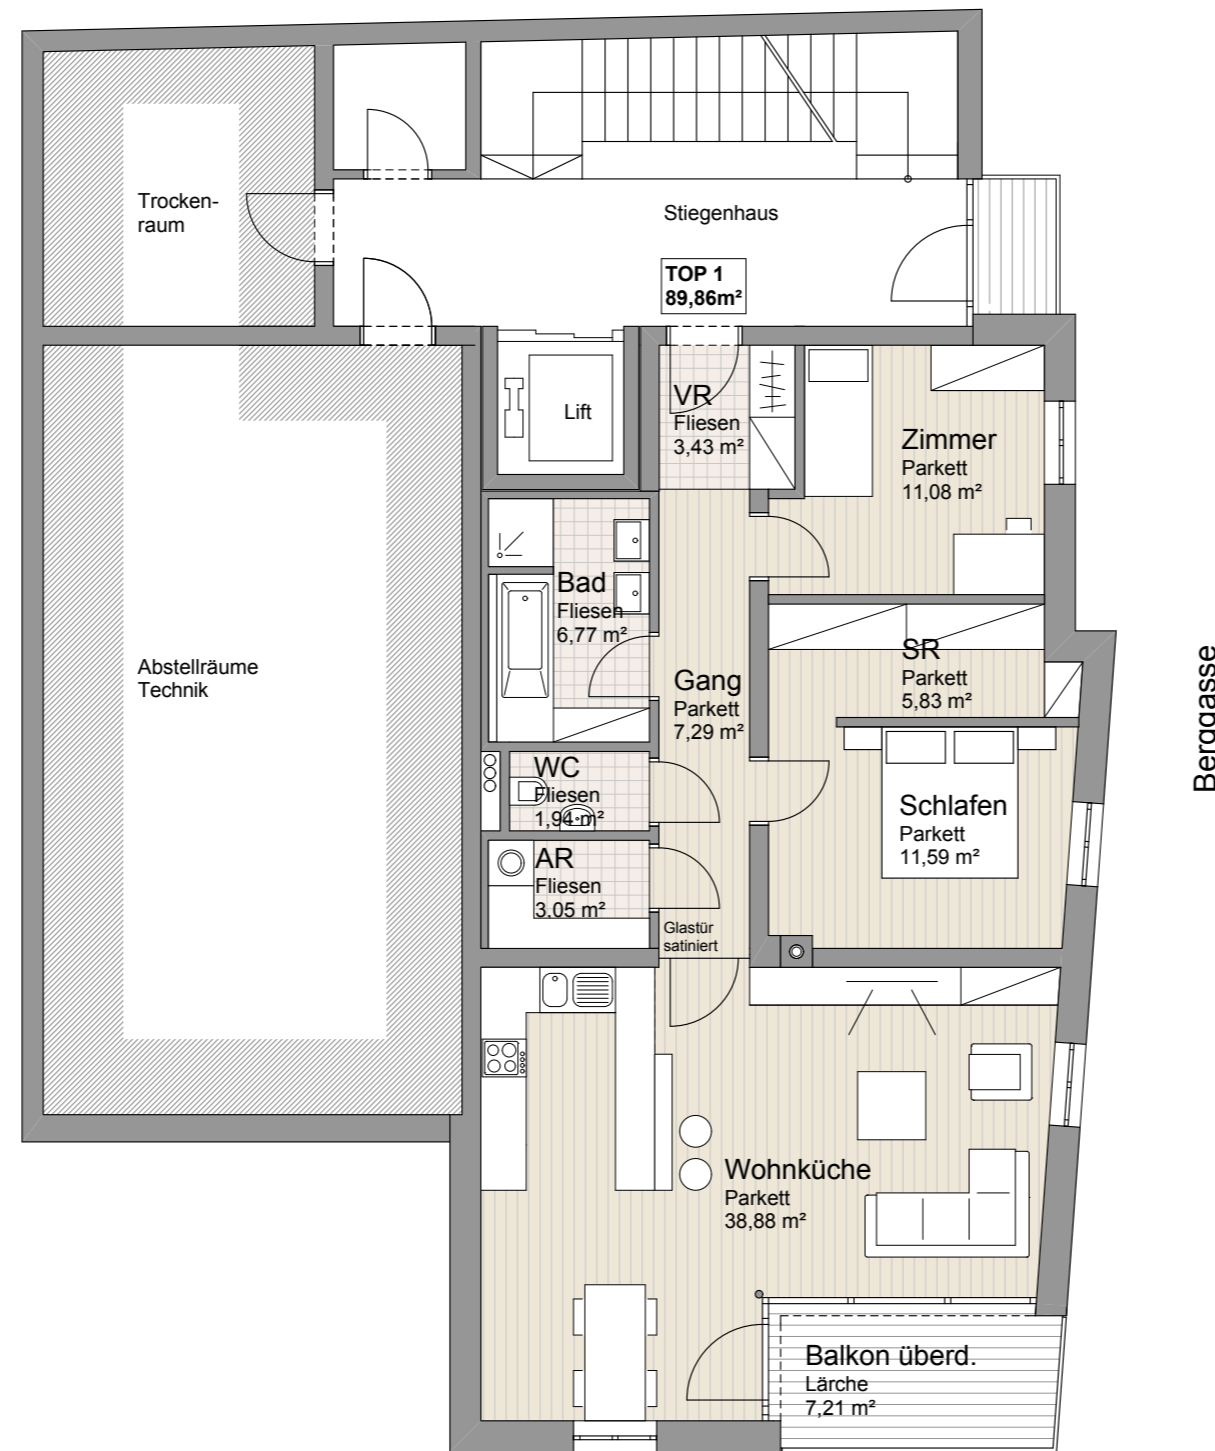 Trocken-
raum
Stiegenhaus
TOP 1
89,86m²
Lift
VR
Fliesen
3,43 m²
Zimmer
Parkett
11,08 m²
Bad
Fliesen
6,77 m²
Abstellräume
Technik
Gang
Parkett
7,29 m²
SR
Parkett
5,83 m²
Berggasse
WC
Fliesen
1,94 m²
Schlafen
Parkett
11,59 m²
AR
Fliesen
3,05 m²
Glastür
satiniert
Wohnküche
Parkett
38,88 m²
Balkon überd.
Lärche
7,21 m²